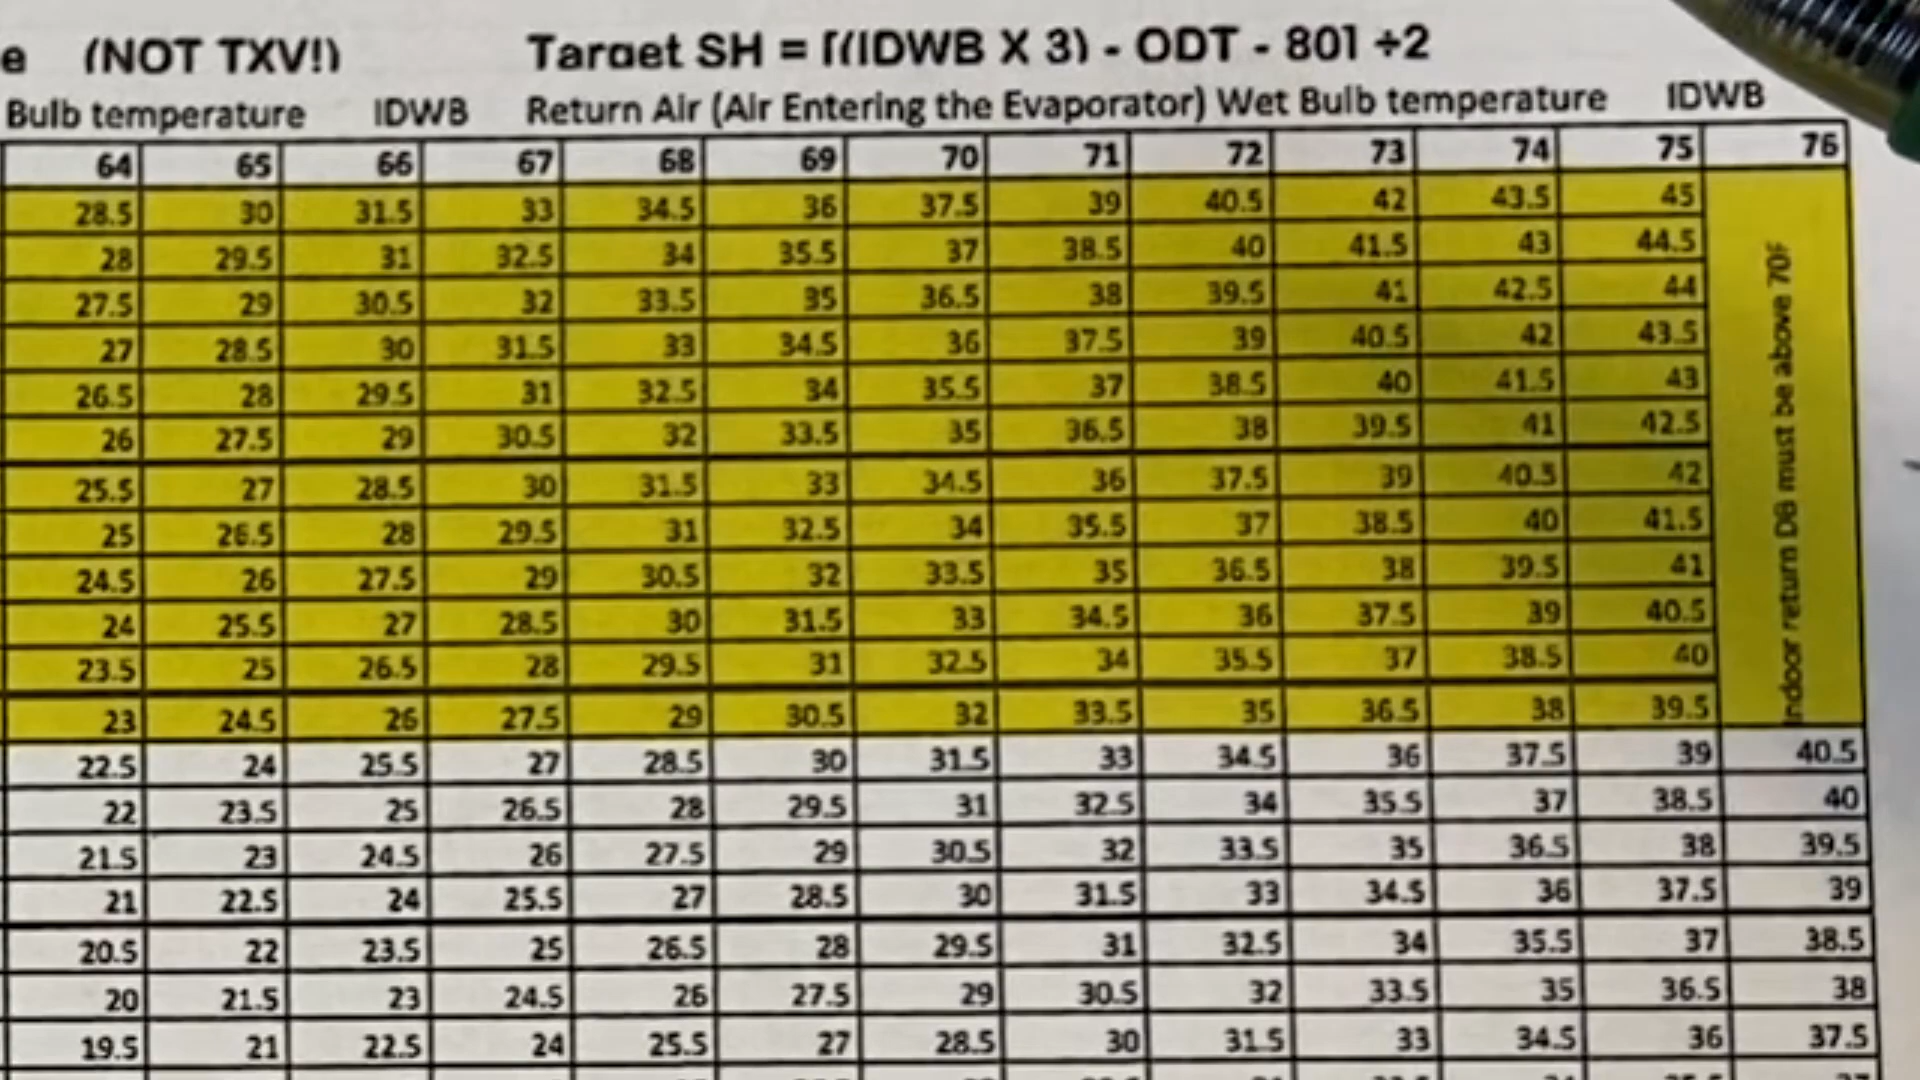 e (NOT TXV!) Target SH = [((IDWB X 3) - ODT - 80] ÷2
Bulb temperature IDWB Return Air (Air Entering the Evaporator) Wet Bulb temperature IDWB
64 65 66 67 68 69 70 71 72 73 74 75 76
28.5 30 31.5 33 34.5 36 37.5 39 40.5 42 43.5 45
28 29.5 31 32.5 34 35.5 37 38.5 40 41.5 43 44.5
27.5 29 30.5 32 33.5 35 36.5 38 39.5 41 42.5 44
27 28.5 30 31.5 33 34.5 36 37.5 39 40.5 42 43.5
26.5 28 29.5 31 32.5 34 35.5 37 38.5 40 41.5 43
26 27.5 29 30.5 32 33.5 35 36.5 38 39.5 41 42.5
25.5 27 28.5 30 31.5 33 34.5 36 37.5 39 40.5 42
25 26.5 28 29.5 31 32.5 34 35.5 37 38.5 40 41.5
24.5 26 27.5 29 30.5 32 33.5 35 36.5 38 39.5 41
24 25.5 27 28.5 30 31.5 33 34.5 36 37.5 39 40.5
23.5 25 26.5 28 29.5 31 32.5 34 35.5 37 38.5 40
23 24.5 26 27.5 29 30.5 32 33.5 35 36.5 38 39.5
Indoor return DB must be above 70F
22.5 24 25.5 27 28.5 30 31.5 33 34.5 36 37.5 39 40.5
22 23.5 25 26.5 28 29.5 31 32.5 34 35.5 37 38.5 40
21.5 23 24.5 26 27.5 29 30.5 32 33.5 35 36.5 38 39.5
21 22.5 24 25.5 27 28.5 30 31.5 33 34.5 36 37.5 39
20.5 22 23.5 25 26.5 28 29.5 31 32.5 34 35.5 37 38.5
20 21.5 23 24.5 26 27.5 29 30.5 32 33.5 35 36.5 38
19.5 21 22.5 24 25.5 27 28.5 30 31.5 33 34.5 36 37.5